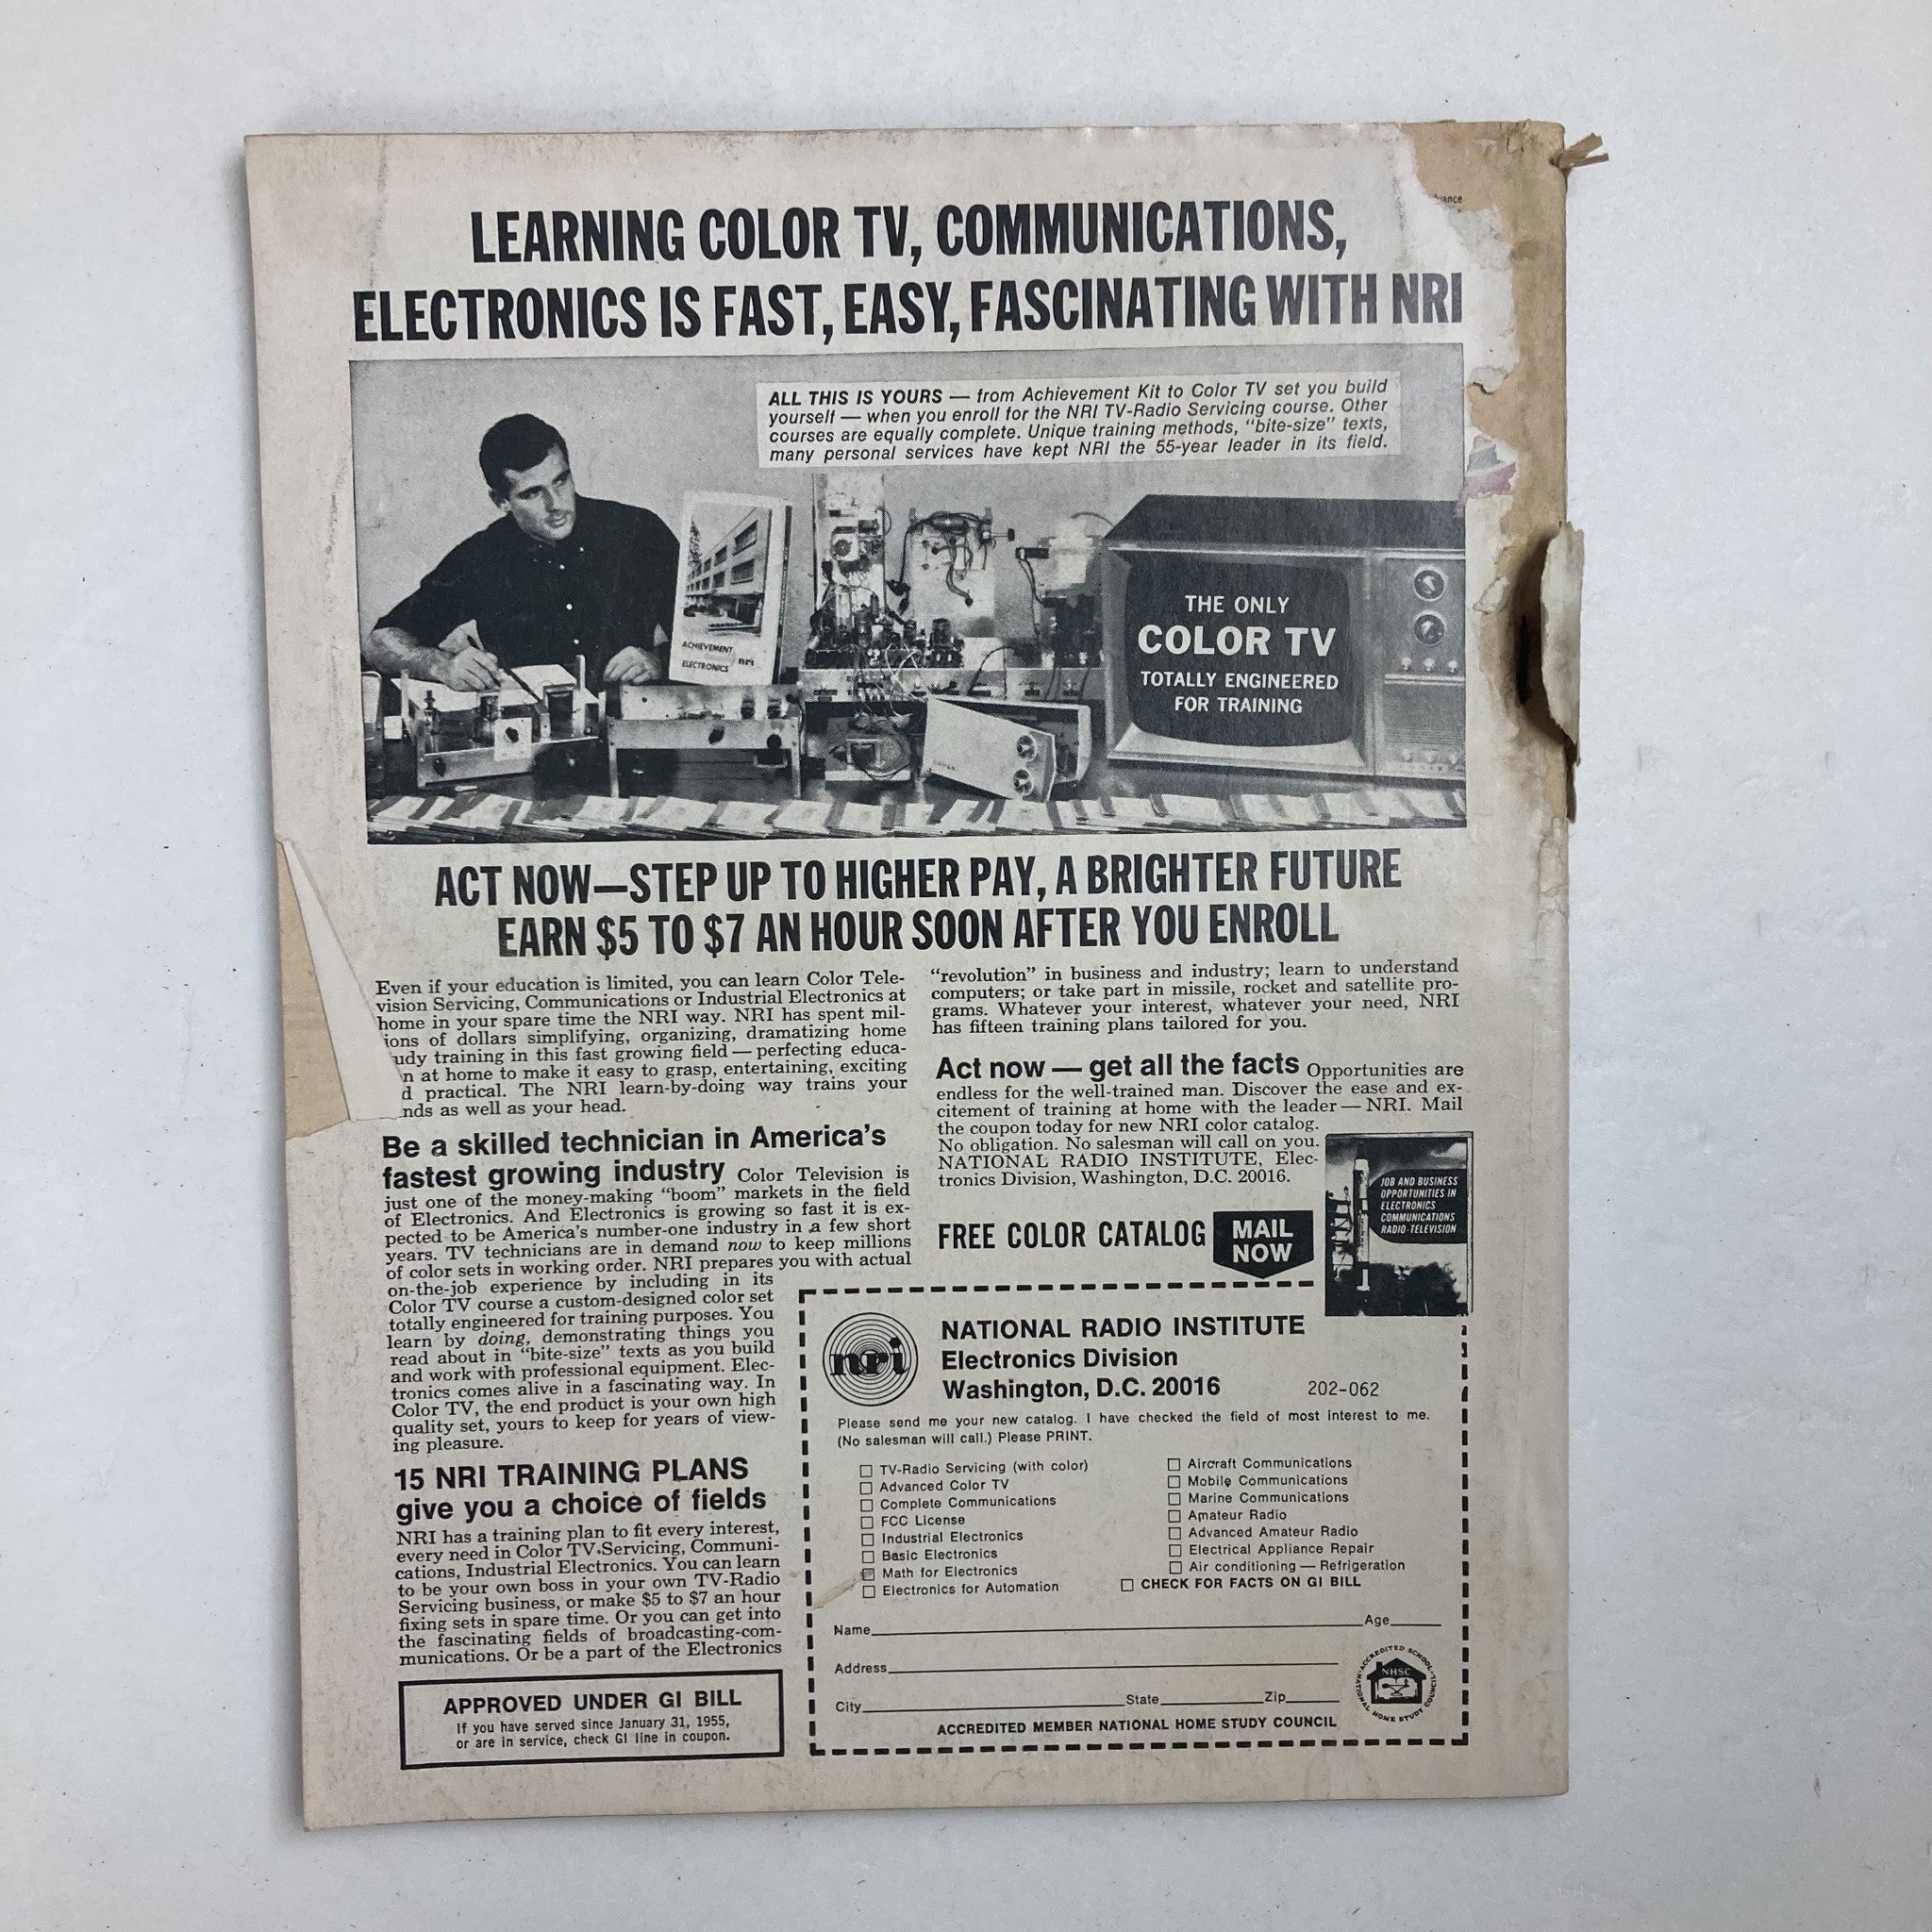 LEARNING COLOR TV, COMMUNICATIONS,
ELECTRONICS IS FAST, EASY, FASCINATING WITH NRI
ALL THIS IS YOURS — from Achievement Kit to Color TV set you build
yourself — when you enroll for the NRI TV-Radio Servicing course. Other
courses are equally complete. Unique training methods, "bite-size" texts,
many personal services have kept NRI the 55-year leader in its field.
ACHIEVEMENT
ELECTRONICS nri
THE ONLY
COLOR TV
TOTALLY ENGINEERED
FOR TRAINING
ACT NOW—STEP UP TO HIGHER PAY, A BRIGHTER FUTURE
EARN $5 TO $7 AN HOUR SOON AFTER YOU ENROLL
Even if your education is limited, you can learn Color Tele-
vision Servicing, Communications or Industrial Electronics at
home in your spare time the NRI way. NRI has spent mil-
ions of dollars simplifying, organizing, dramatizing home
udy training in this fast growing field — perfecting educa-
n at home to make it easy to grasp, entertaining, exciting
d practical. The NRI learn-by-doing way trains your
nds as well as your head.
Be a skilled technician in America's
fastest growing industry Color Television is
just one of the money-making "boom" markets in the field
of Electronics. And Electronics is growing so fast it is ex-
pected to be America's number-one industry in a few short
years. TV technicians are in demand now to keep millions
of color sets in working order. NRI prepares you with actual
on-the-job experience by including in its
Color TV course a custom-designed color set
totally engineered for training purposes. You
learn by doing, demonstrating things you
read about in "bite-size" texts as you build
and work with professional equipment. Elec-
tronics comes alive in a fascinating way. In
Color TV, the end product is your own high
quality set, yours to keep for years of view-
ing pleasure.
15 NRI TRAINING PLANS
give you a choice of fields
NRI has a training plan to fit every interest,
every need in Color TV Servicing, Communi-
cations, Industrial Electronics. You can learn
to be your own boss in your own TV-Radio
Servicing business, or make $5 to $7 an hour
fixing sets in spare time. Or you can get into
the fascinating fields of broadcasting-com-
munications. Or be a part of the Electronics
APPROVED UNDER GI BILL
If you have served since January 31, 1955,
or are in service, check GI line in coupon.
"revolution" in business and industry; learn to understand
computers; or take part in missile, rocket and satellite pro-
grams. Whatever your interest, whatever your need, NRI
has fifteen training plans tailored for you.
Act now — get all the facts Opportunities are
endless for the well-trained man. Discover the ease and ex-
citement of training at home with the leader — NRI. Mail
the coupon today for new NRI color catalog.
No obligation. No salesman will call on you.
NATIONAL RADIO INSTITUTE, Elec-
tronics Division, Washington, D.C. 20016.
JOB AND BUSINESS
OPPORTUNITIES IN
ELECTRONICS
COMMUNICATIONS
RADIO-TELEVISION
FREE COLOR CATALOG MAIL
NOW
nri
NATIONAL RADIO INSTITUTE
Electronics Division
Washington, D.C. 20016 202-062
Please send me your new catalog. I have checked the field of most interest to me.
(No salesman will call.) Please PRINT.
TV-Radio Servicing (with color)
Advanced Color TV
Complete Communications
FCC License
Industrial Electronics
Basic Electronics
Math for Electronics
Electronics for Automation
Aircraft Communications
Mobile Communications
Marine Communications
Amateur Radio
Advanced Amateur Radio
Electrical Appliance Repair
Air conditioning — Refrigeration
CHECK FOR FACTS ON GI BILL
Name Age
Address
City State Zip
ACCREDITED MEMBER NATIONAL HOME STUDY COUNCIL
ACCREDITED SCHOOL
NHSC
NATIONAL HOME STUDY COUNCIL